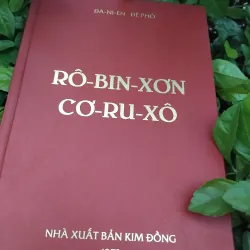 ĐA-NI-EN ĐÊ-PHÔ
RÔ-BIN-XƠN
CƠ-RU-XÔ
NHÀ XUẤT BẢN KIM ĐỒNG